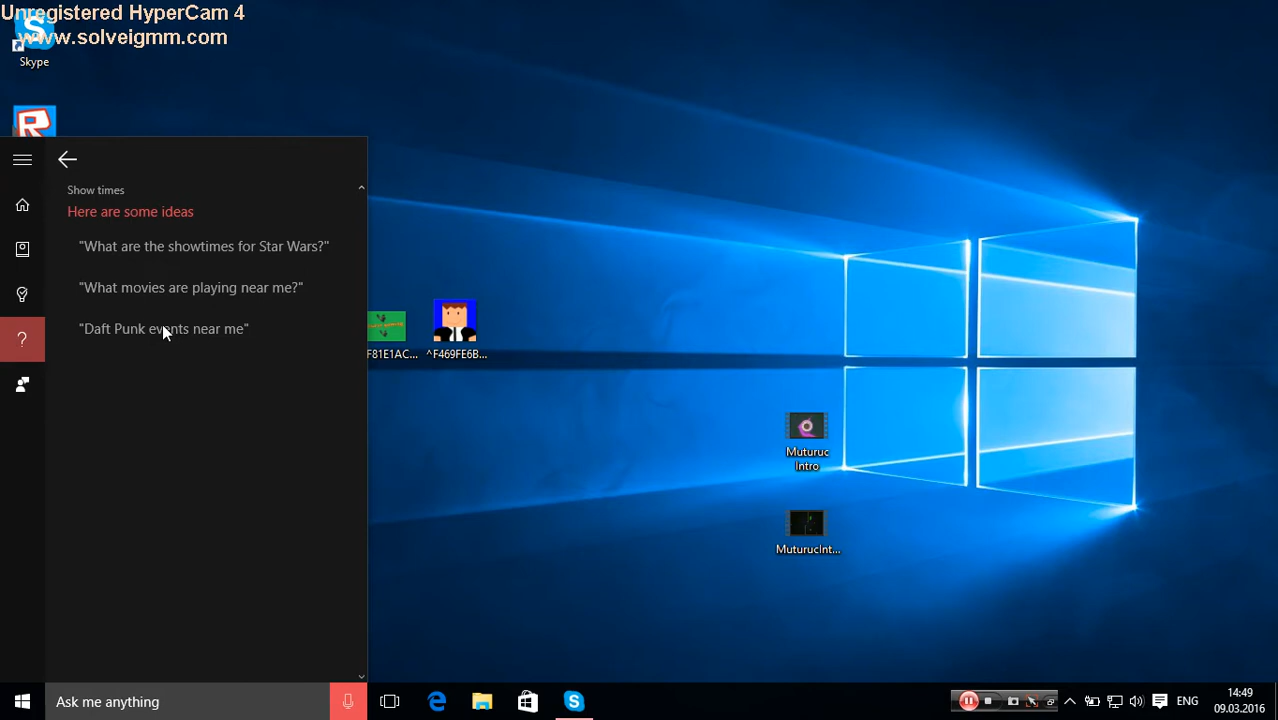 Unregistered HyperCam 4
www.solveigmm.com
Skype
Show times
Here are some ideas
"What are the showtimes for Star Wars?"
"What movies are playing near me?"
"Daft Punk events near me"
F81E1AC...
^F469FE6B...
Muturuc
Intro
MuturucInt...
Ask me anything
ENG
14:49
09.03.2016